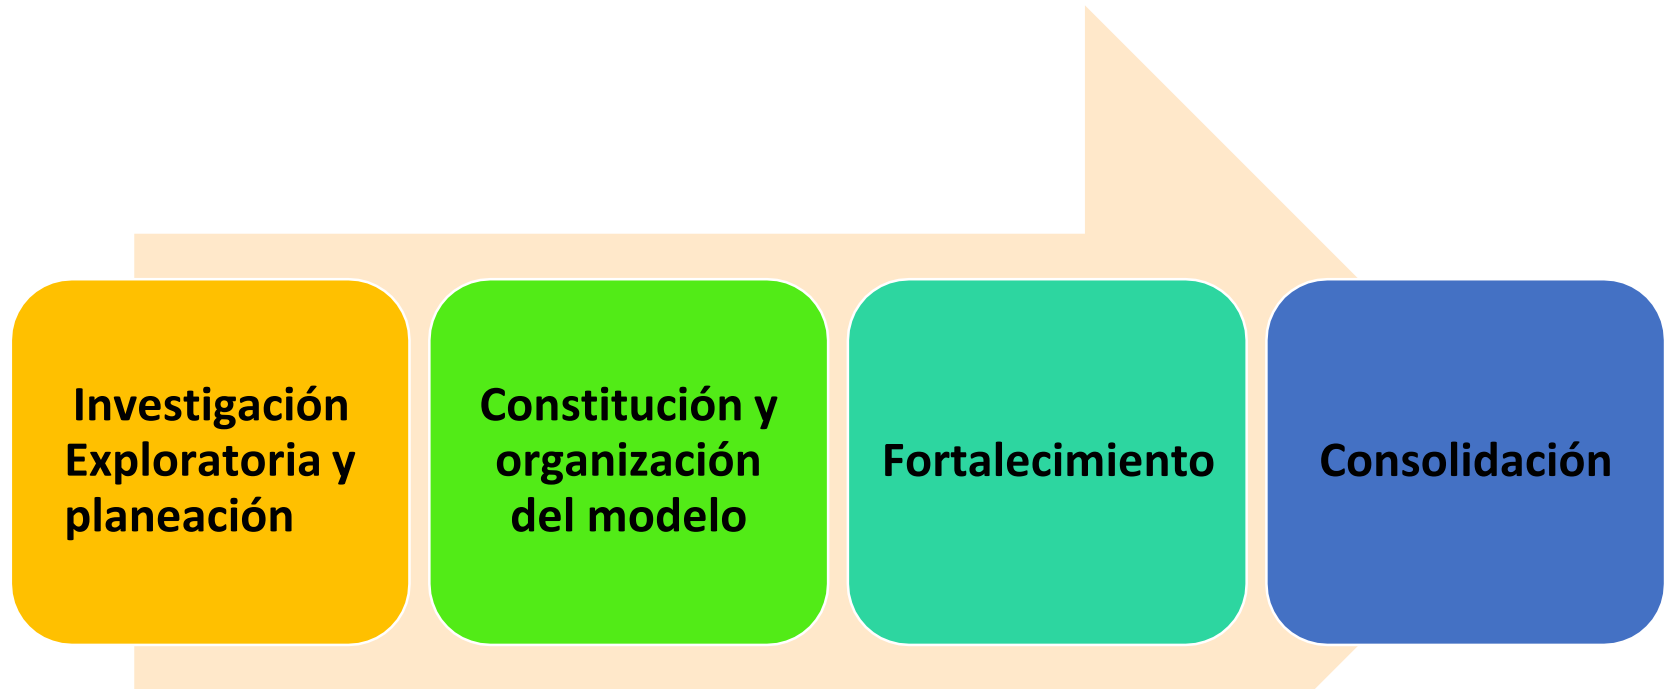 Investigación
Exploratoria y
planeación
Constitución y
organización
del modelo
Fortalecimiento
Consolidación